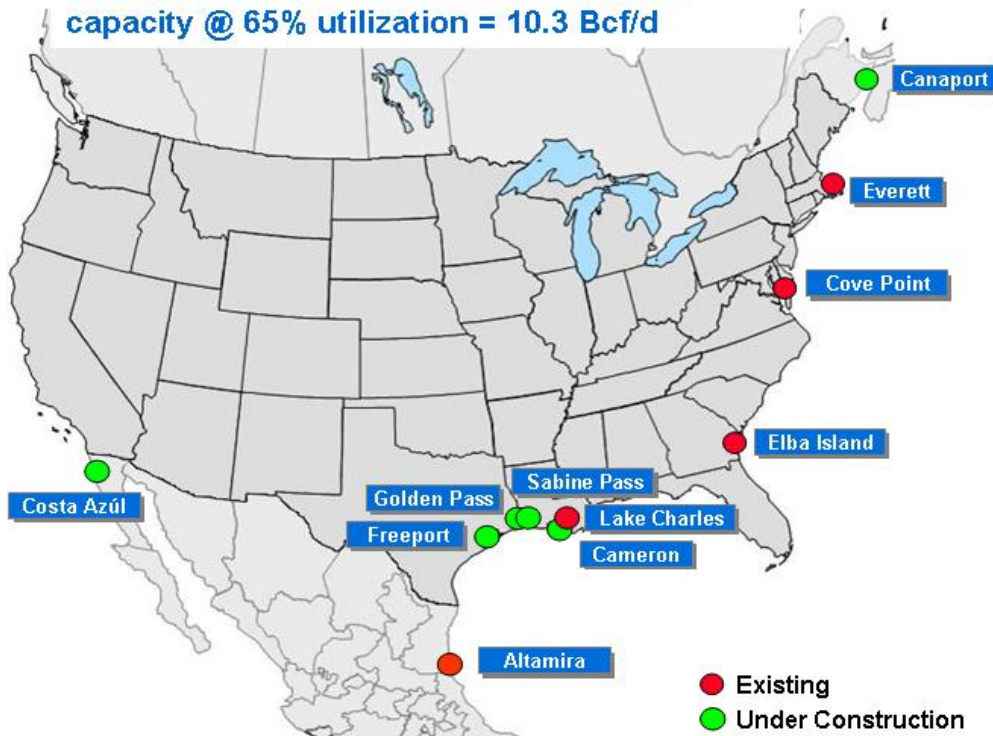 capacity @ 65% utilization = 10.3 Bcf/d
Canaport
Everett
Cove Point
Elba Island
Sabine Pass
Golden Pass
Costa Azúl
Freeport
Lake Charles
Cameron
Altamira
Existing
Under Construction